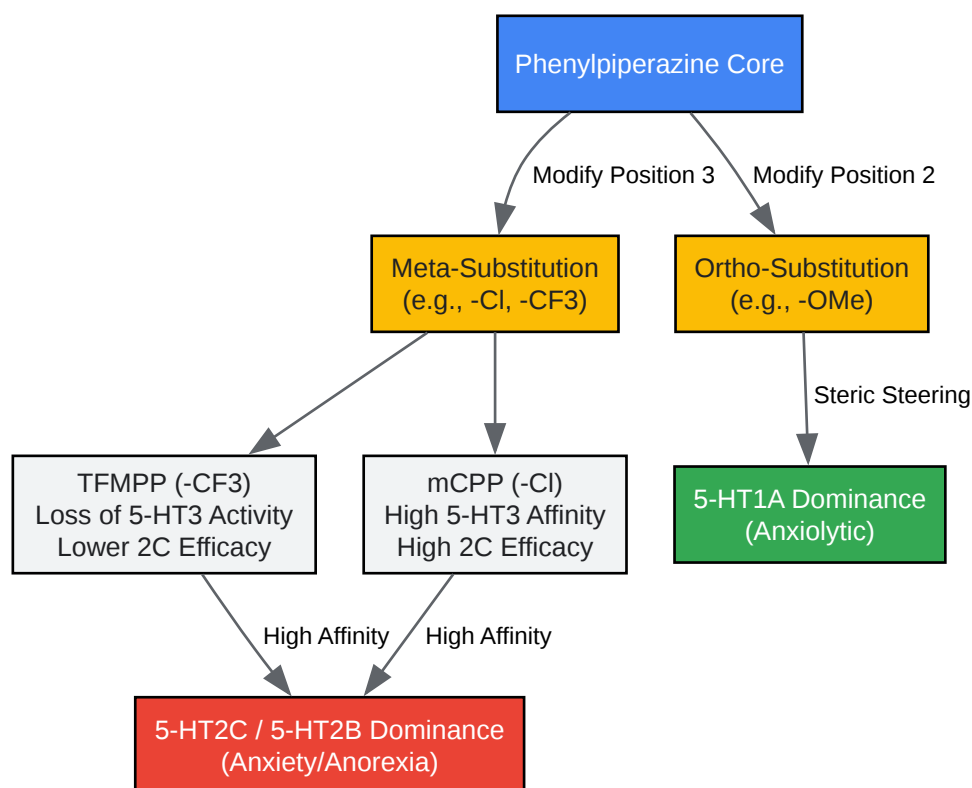 Phenylpiperazine Core
Modify Position 3
Modify Position 2
Meta-Substitution
(e.g., -Cl, -CF3)
Ortho-Substitution
(e.g., -OMe)
Steric Steering
TFMPP (-CF3)
Loss of 5-HT3 Activity
Lower 2C Efficacy
mCPP (-Cl)
High 5-HT3 Affinity
High 2C Efficacy
5-HT1A Dominance
(Anxiolytic)
High Affinity
High Affinity
5-HT2C / 5-HT2B Dominance
(Anxiety/Anorexia)